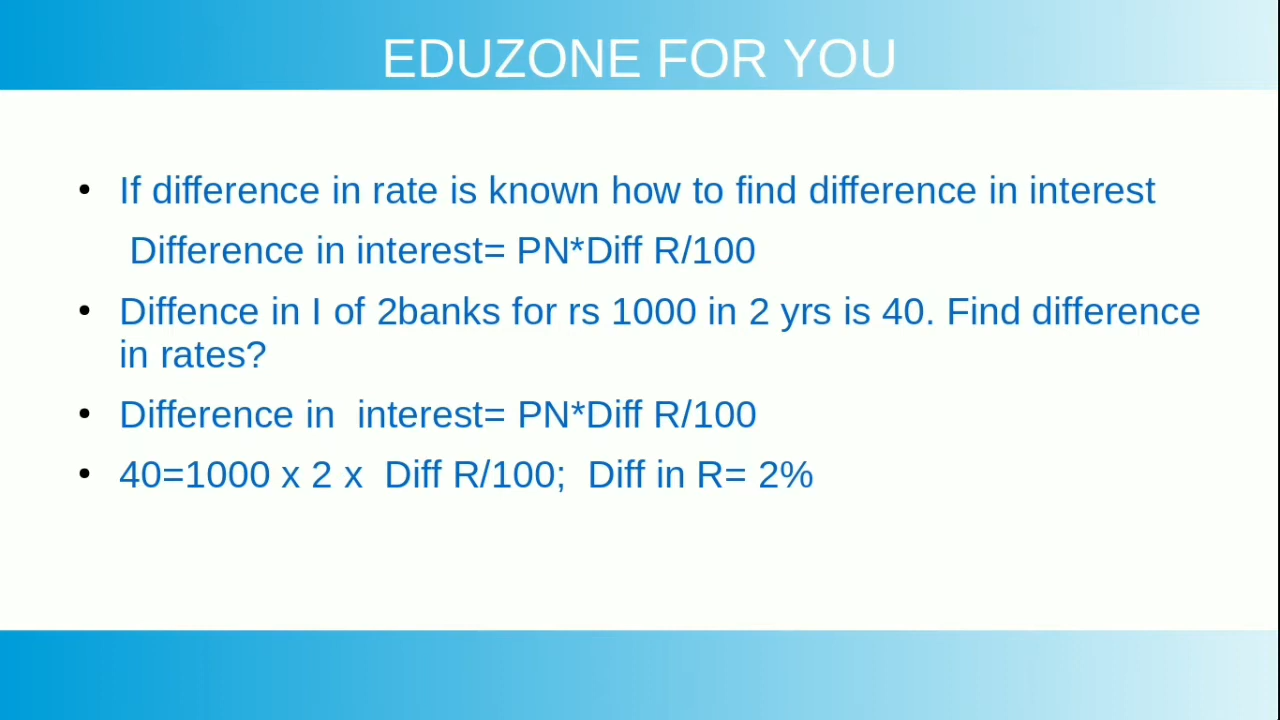 EDUZONE FOR YOU
• If difference in rate is known how to find difference in interest
Difference in interest= PN*Diff R/100
• Diffence in I of 2banks for rs 1000 in 2 yrs is 40. Find difference
in rates?
• Difference in  interest= PN*Diff R/100
• 40=1000 x 2 x  Diff R/100;  Diff in R= 2%